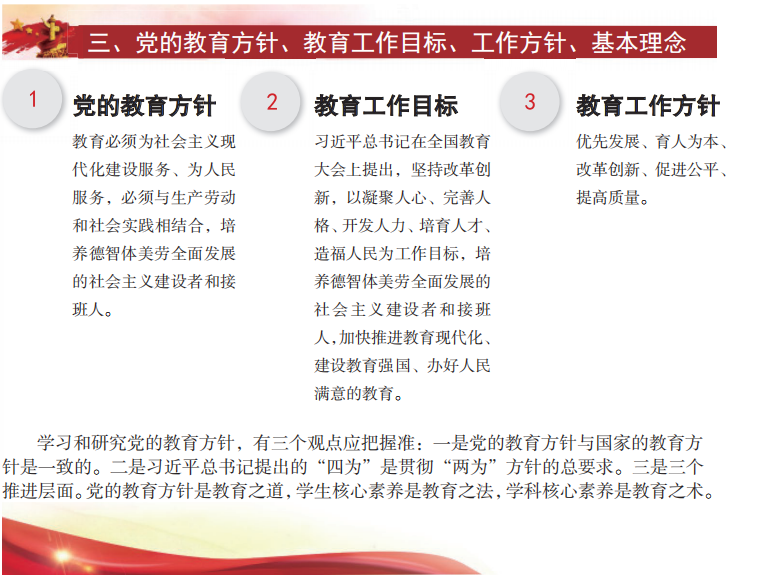 三、党的教育方针、教育工作目标、工作方针、基本理念
1
党的教育方针
教育必须为社会主义现
代化建设服务、为人民
服务，必须与生产劳动
和社会实践相结合，培
养德智体美劳全面发展
的社会主义建设者和接
班人。
2
教育工作目标
习近平总书记在全国教育
大会上提出，坚持改革创
新，以凝聚人心、完善人
格、开发人力、培育人才、
造福人民为工作目标，培
养德智体美劳全面发展的
社会主义建设者和接班
人，加快推进教育现代化、
建设教育强国、办好人民
满意的教育。
3
教育工作方针
优先发展、育人为本、
改革创新、促进公平、
提高质量。
学习和研究党的教育方针，有三个观点应把握准：一是党的教育方针与国家的教育方
针是一致的。二是习近平总书记提出的“四为”是贯彻“两为”方针的总要求。三是三个
推进层面。党的教育方针是教育之道，学生核心素养是教育之法，学科核心素养是教育之术。